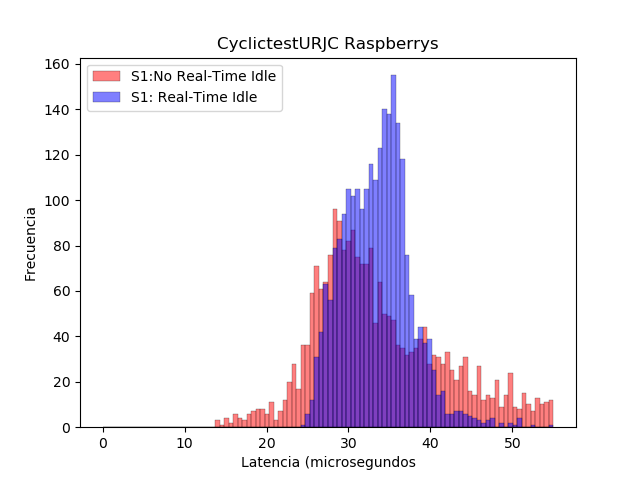 CyclictestURJC Raspberrys
S1:No Real-Time Idle
S1: Real-Time Idle
Frecuencia
160
140
120
100
80
60
40
20
0
0 10 20 30 40 50
Latencia (microsegundos